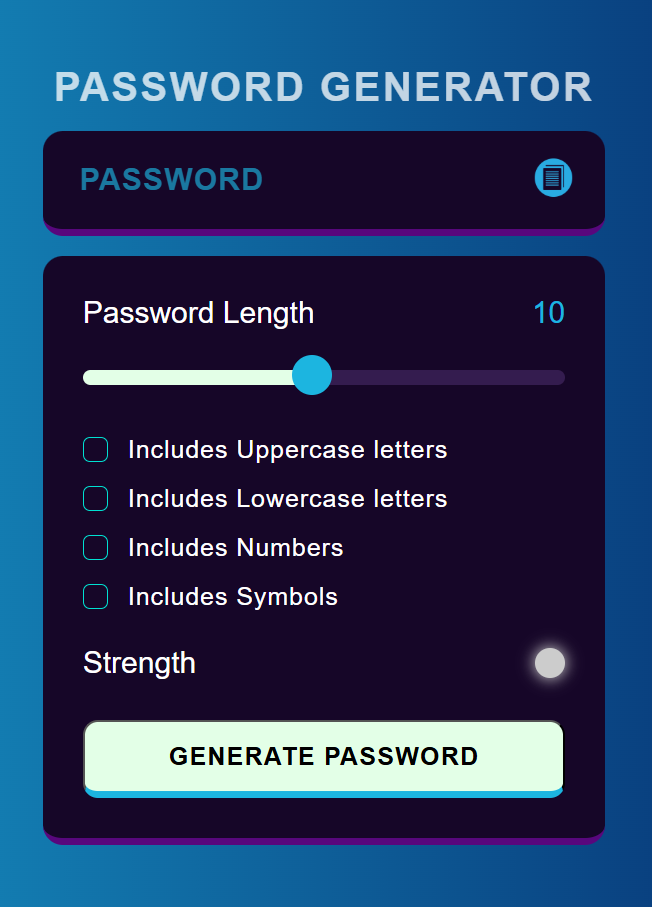 PASSWORD GENERATOR
PASSWORD
Password Length 10
Includes Uppercase letters
Includes Lowercase letters
Includes Numbers
Includes Symbols
Strength
GENERATE PASSWORD